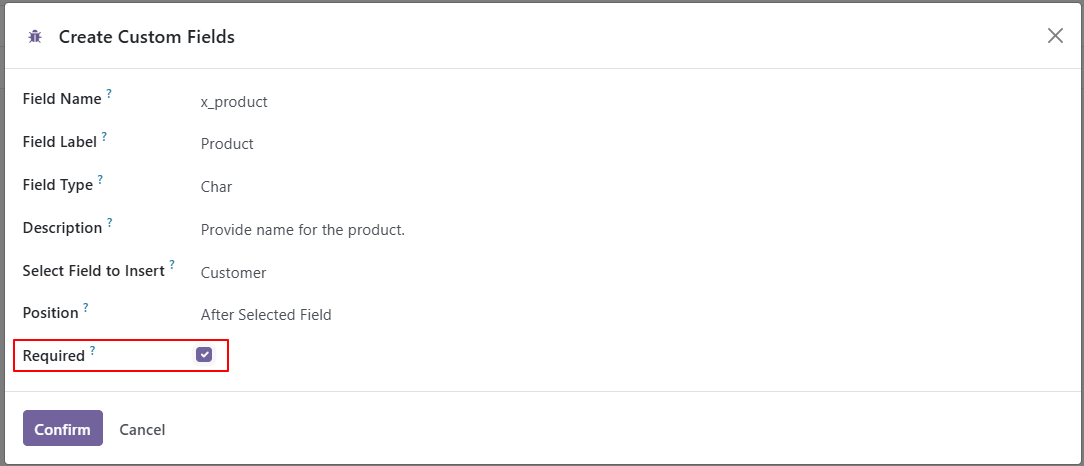 Create Custom Fields
Field Name ? x_product
Field Label ? Product
Field Type ? Char
Description ? Provide name for the product.
Select Field to Insert ? Customer
Position ? After Selected Field
Required ?
Confirm Cancel